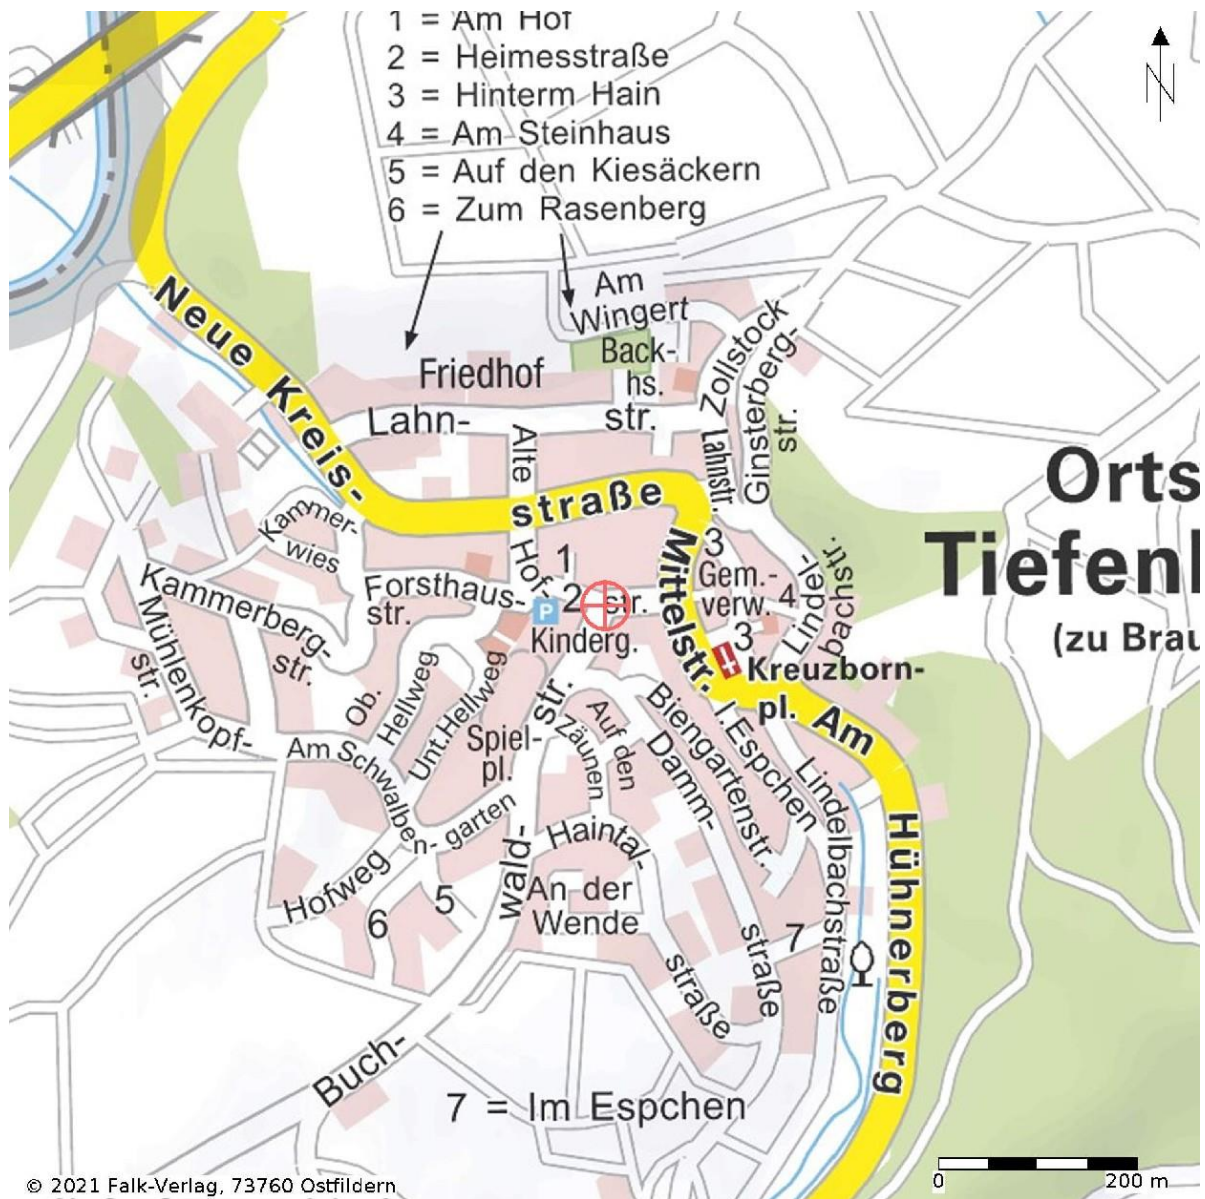 1 = Am Hof
2 = Heimesstraße
3 = Hinterm Hain
4 = Am Steinhaus
5 = Auf den Kiesäckern
6 = Zum Rasenberg
N
Am
Wingert
Neue Kreis-
straße
Back-
hs.
Zollstock
Ginsterberg-
str.
Friedhof
Lahn-
str.
Alte
Lahnstr.
Orts
Tiefenl
(zu Brau
Kammer-
wies
Hof-
1
3
Mittelstr.
Gem.-
verw.
4
Lindel-
bachstr.
Kammerberg-
str.
Forsthaus-
str.
P
2
str.
Kinderg.
3
Kreuzborn-
pl.
Mühlenkopf-
str.
Ob.
Hellweg
Unt.Hellweg
Spiel-
pl.
str.
Zäunen
Auf den
Biengartenstr.
I. Espchen
Am
Hühnerberg
Am Schwalben-
garten
Damm-
straße
Lindelbachstraße
Haintal-
straße
Hofweg
wald-
An der
Wende
5
6
7
Buch-
7 = Im Espchen
© 2021 Falk-Verlag, 73760 Ostfildern
0 200 m